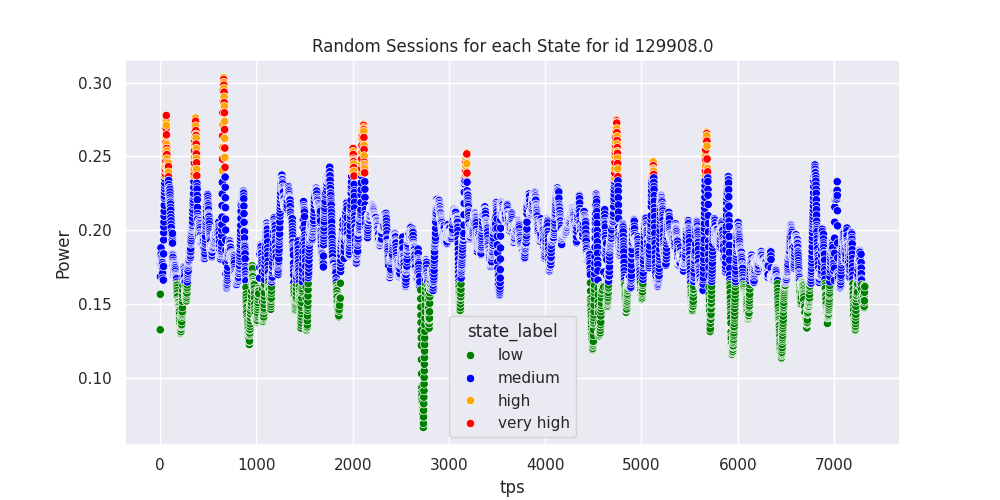 Random Sessions for each State for id 129908.0
0.30
0.25
0.20
0.15
0.10
Power
state_label
low
medium
high
very high
0 1000 2000 3000 4000 5000 6000 7000
tps